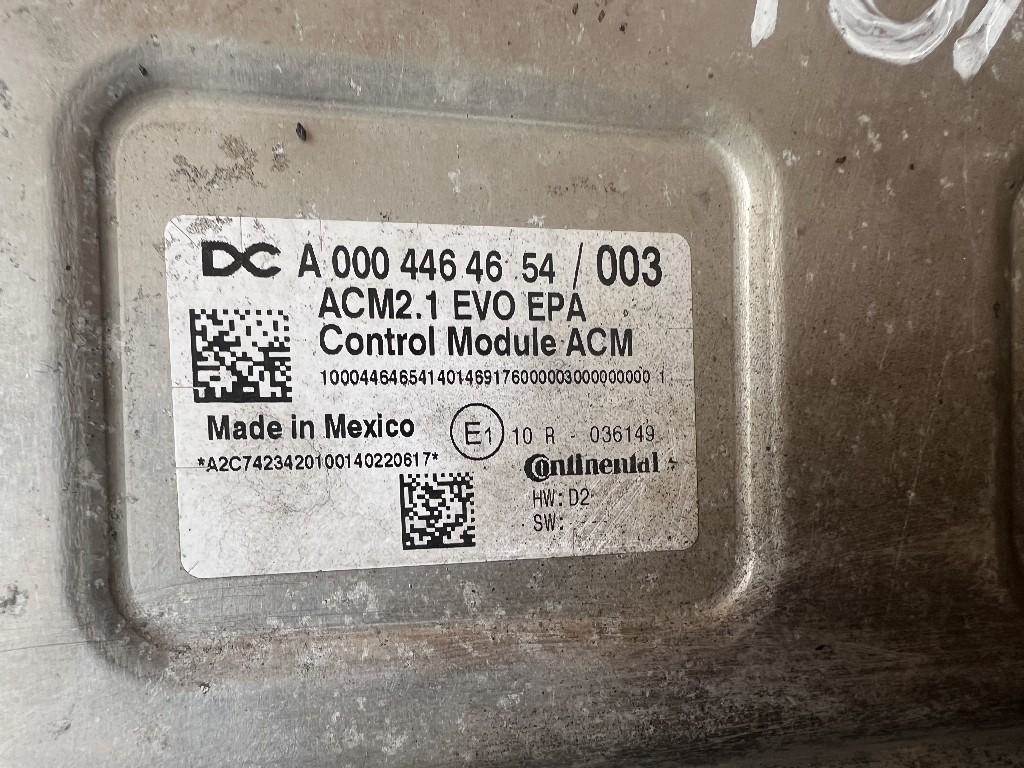 DC A 000 446 46 54 / 003
ACM2.1 EVO EPA
Control Module ACM
10004464654140146917600000300000000 1
Made in Mexico
E1 10 R - 036149
*A2C7423420100140220617*
Continental
HW: D2
SW: